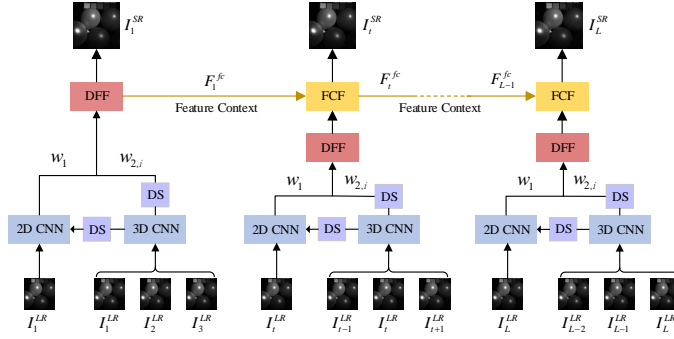 I_1^{SR} I_t^{SR} I_L^{SR}
F_1^{fc} F_t^{fc} F_{L-1}^{fc}
DFF FCF FCF
Feature Context Feature Context
DFF DFF
w_1 w_{2,i} w_1 w_{2,i} w_1 w_{2,i}
DS DS DS
2D CNN DS 3D CNN 2D CNN DS 3D CNN 2D CNN DS 3D CNN
I_1^{LR} I_1^{LR} I_2^{LR} I_3^{LR} I_t^{LR} I_{t-1}^{LR} I_t^{LR} I_{t+1}^{LR} I_L^{LR} I_{L-2}^{LR} I_{L-1}^{LR} I_L^{LR}